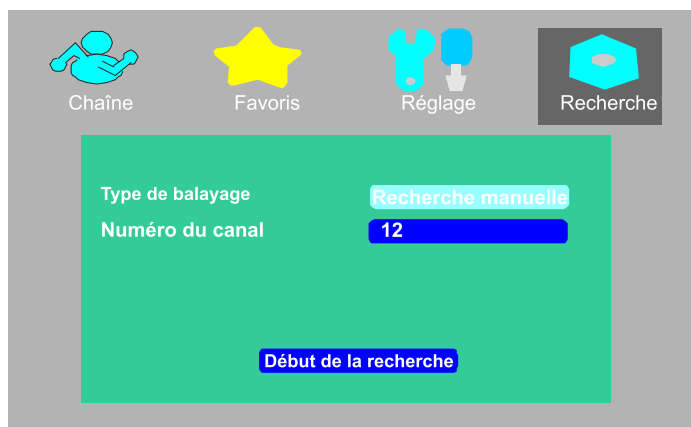 Chaîne
Favoris
Réglage
Recherche
Type de balayage
Recherche manuelle
Numéro du canal
12
Début de la recherche